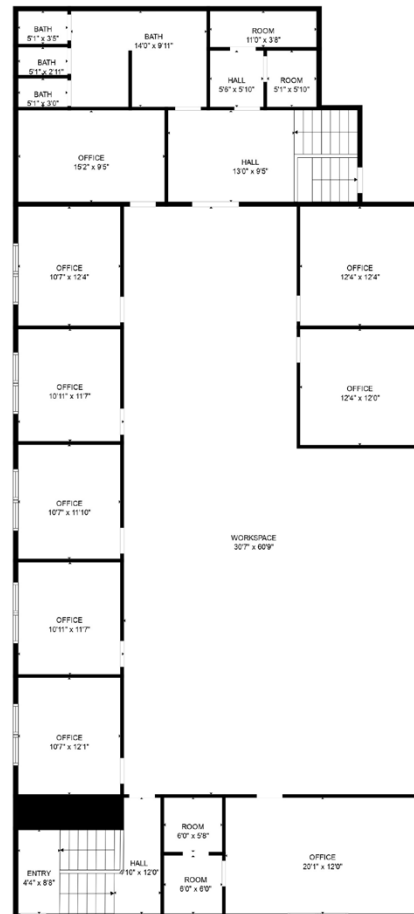 BATH
5'1" x 3'5"
BATH
14'0" x 9'11"
ROOM
11'0" x 3'8"
BATH
5'1" x 2'11"
HALL
5'6" x 5'10"
ROOM
5'1" x 5'10"
BATH
5'1" x 3'0"
OFFICE
15'2" x 9'5"
HALL
13'0" x 9'5"
OFFICE
10'7" x 12'4"
OFFICE
12'4" x 12'4"
OFFICE
10'11" x 11'7"
OFFICE
12'4" x 12'0"
OFFICE
10'7" x 11'10"
WORKSPACE
30'7" x 60'9"
OFFICE
10'11" x 11'7"
OFFICE
10'7" x 12'1"
ROOM
6'0" x 5'8"
ENTRY
4'4" x 8'8"
HALL
10" x 12'0"
ROOM
6'0" x 6'0"
OFFICE
20'1" x 12'0"